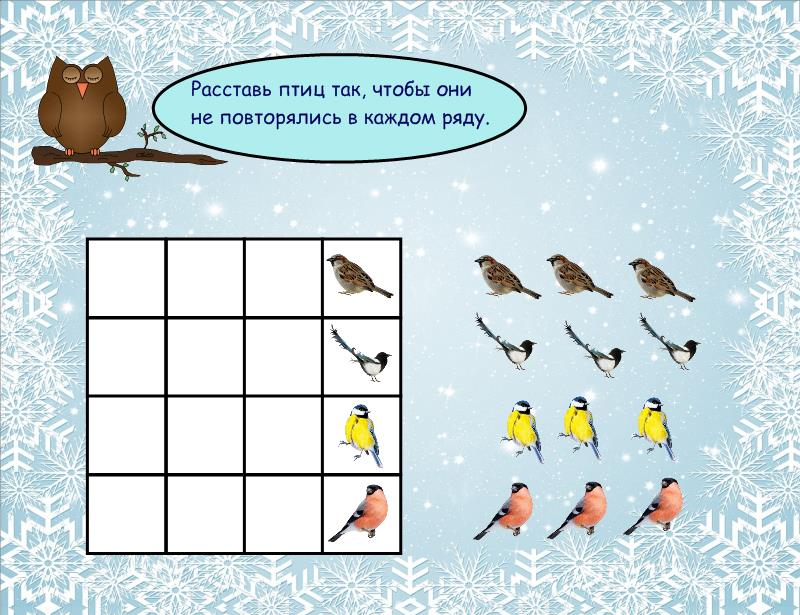 Расставь птиц так, чтобы они
не повторялись в каждом ряду.